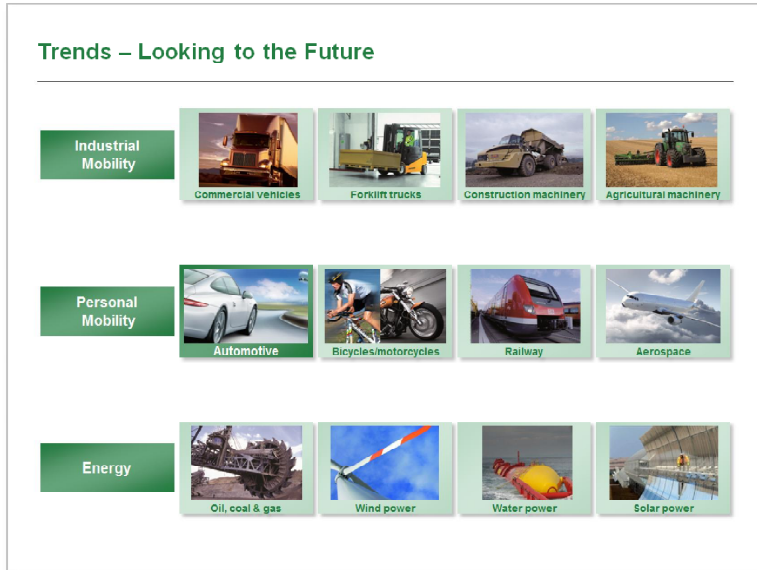 Trends – Looking to the Future
Industrial
Mobility
Commercial vehicles
Forklift trucks
Construction machinery
Agricultural machinery
Personal
Mobility
Automotive
Bicycles/motorcycles
Railway
Aerospace
Energy
Oil, coal & gas
Wind power
Water power
Solar power